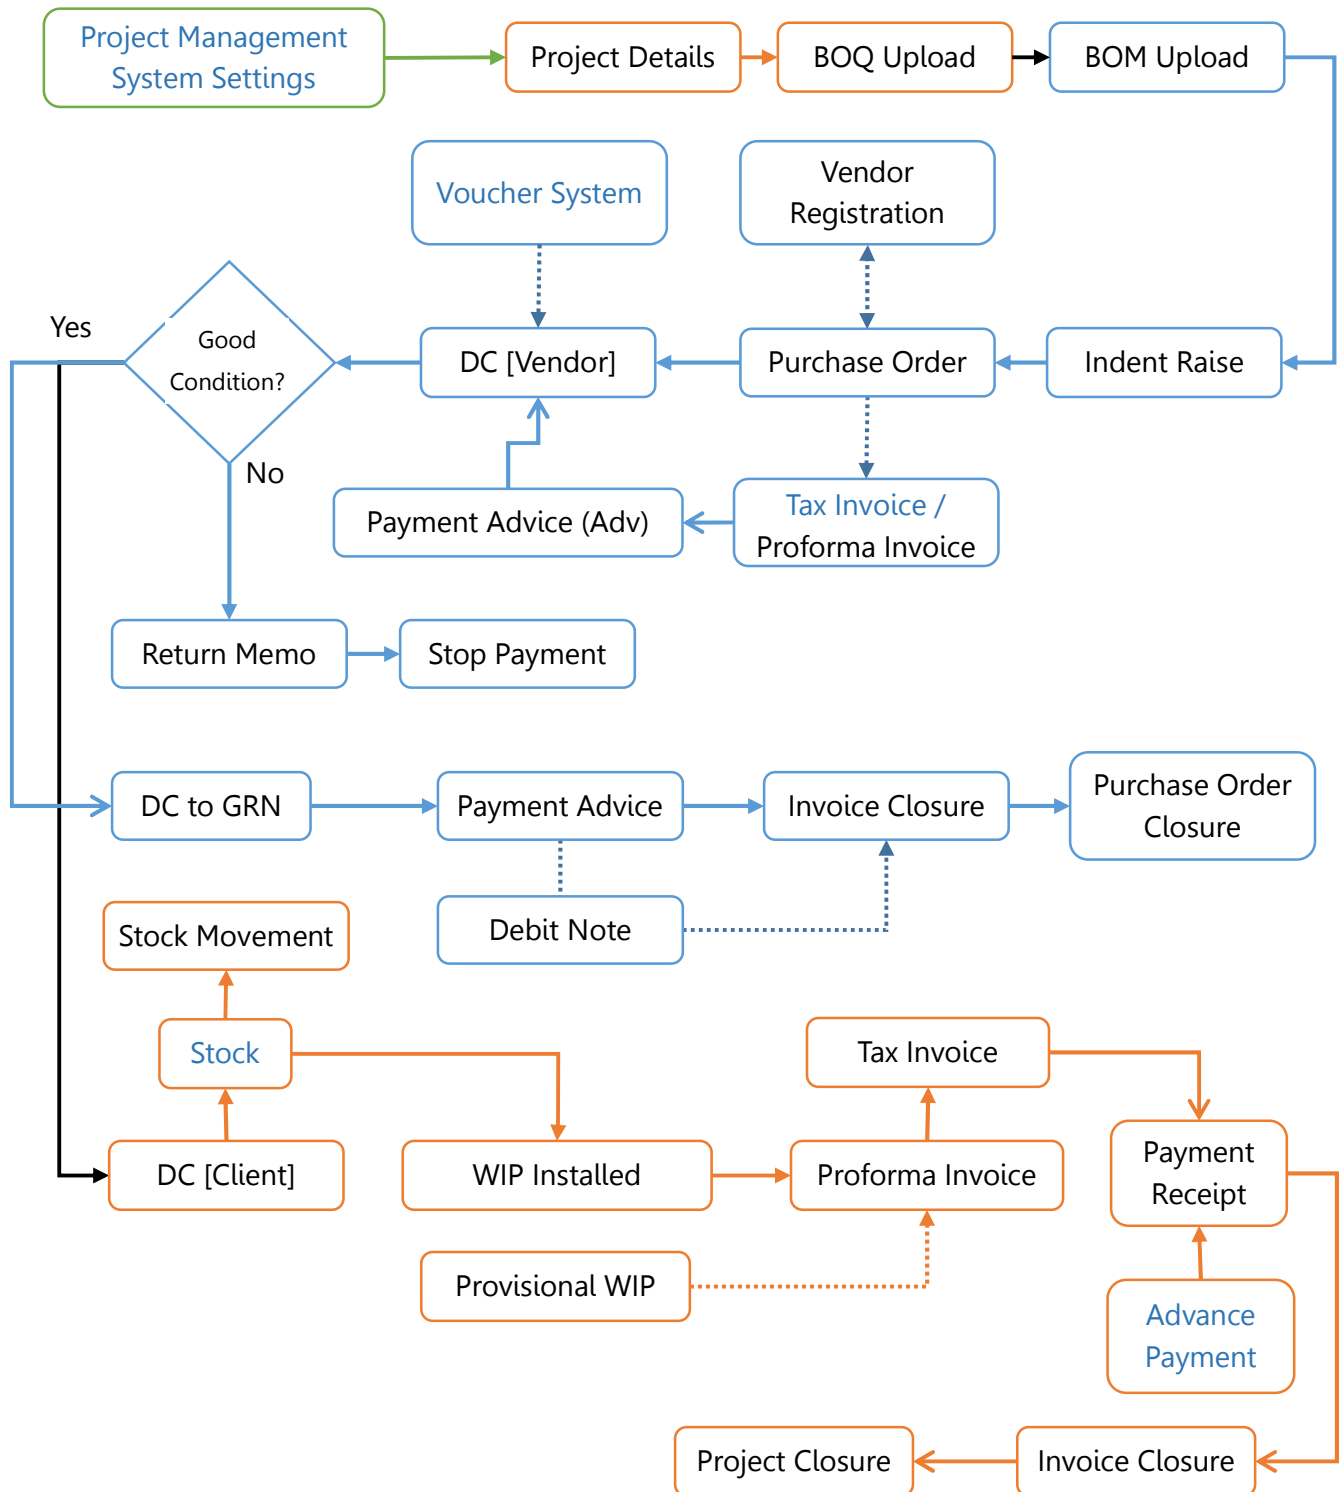 Project Management
System Settings
Project Details
BOQ Upload
BOM Upload
Voucher System
Vendor
Registration
Yes
Good
Condition?
DC [Vendor]
Purchase Order
Indent Raise
No
Payment Advice (Adv)
Tax Invoice /
Proforma Invoice
Return Memo
Stop Payment
DC to GRN
Payment Advice
Invoice Closure
Purchase Order
Closure
Debit Note
Stock Movement
Stock
Tax Invoice
DC [Client]
WIP Installed
Proforma Invoice
Payment
Receipt
Provisional WIP
Advance
Payment
Project Closure
Invoice Closure